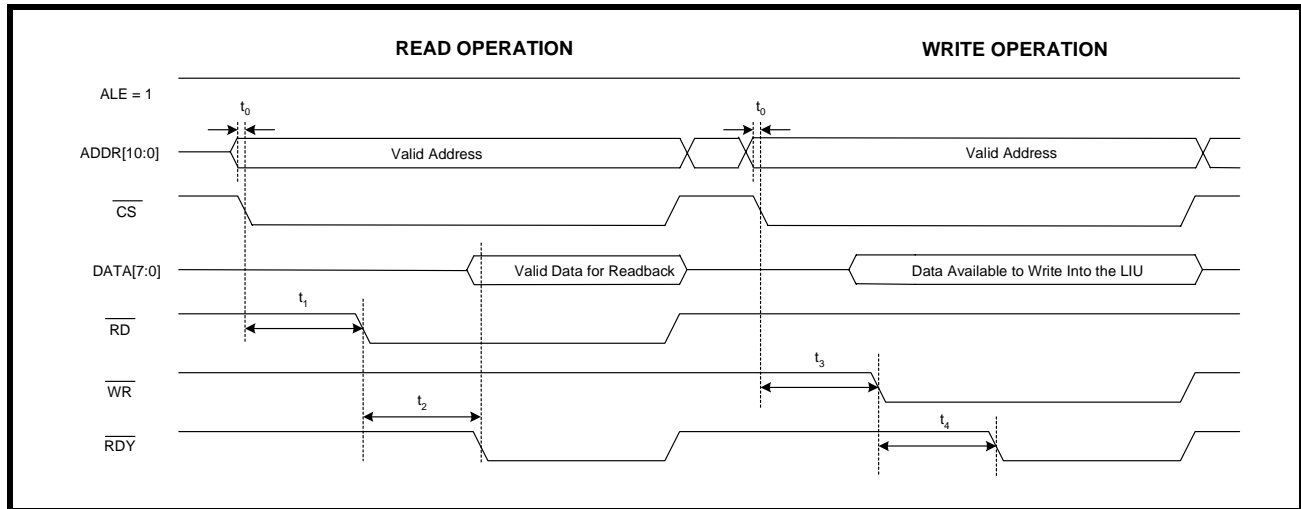 READ OPERATION WRITE OPERATION
ALE = 1
t0 t0
ADDR[10:0] Valid Address Valid Address
CS
DATA[7:0] Valid Data for Readback Data Available to Write Into the LIU
t1
RD
t3
WR
t2
t4
RDY